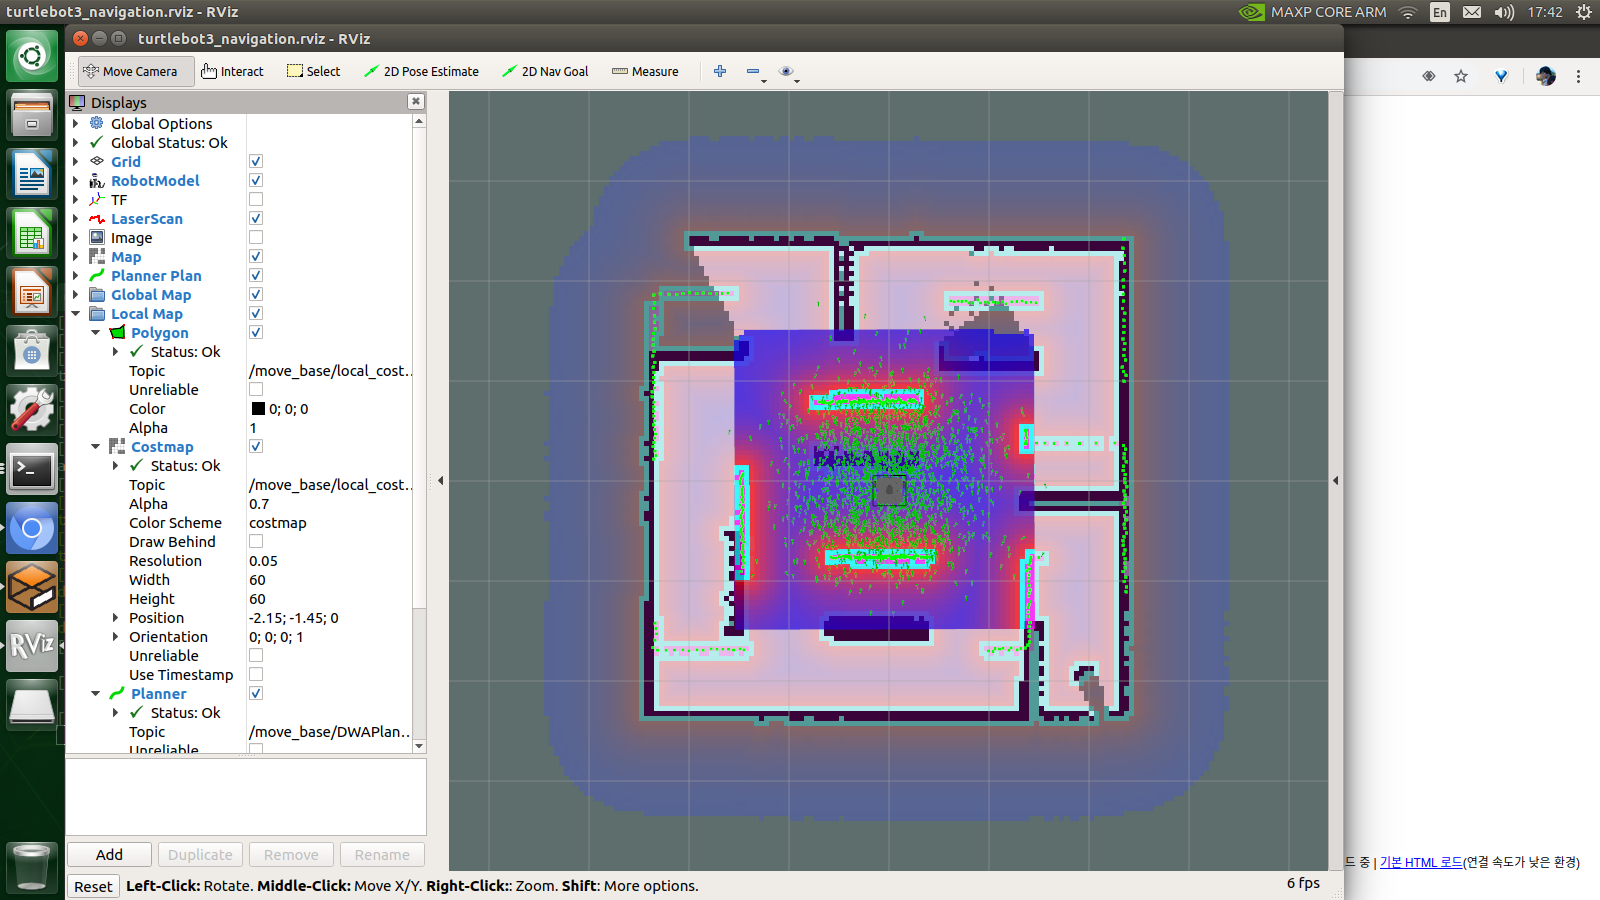 turtlebot3_navigation.rviz - RViz
MAXP CORE ARM
En
17:42
turtlebot3_navigation.rviz - RViz
Move Camera
Interact
Select
2D Pose Estimate
2D Nav Goal
Measure
Displays
Global Options
Global Status: Ok
Grid
RobotModel
TF
LaserScan
Image
Map
Planner Plan
Global Map
Local Map
Polygon
Status: Ok
Topic /move_base/local_cost…
Unreliable
Color 0; 0; 0
Alpha 1
Costmap
Status: Ok
Topic /move_base/local_cost…
Alpha 0.7
Color Scheme costmap
Draw Behind
Resolution 0.05
Width 60
Height 60
Position -2.15; -1.45; 0
Orientation 0; 0; 0; 1
Unreliable
Use Timestamp
Planner
Status: Ok
Topic /move_base/DWAPlan…
Unreliable
RViz
Add
Duplicate
Remove
Rename
Reset
Left-Click: Rotate. Middle-Click: Move X/Y. Right-Click:: Zoom. Shift: More options.
6 fps
드 중 | 기본 HTML 로드(연결 속도가 낮은 환경)